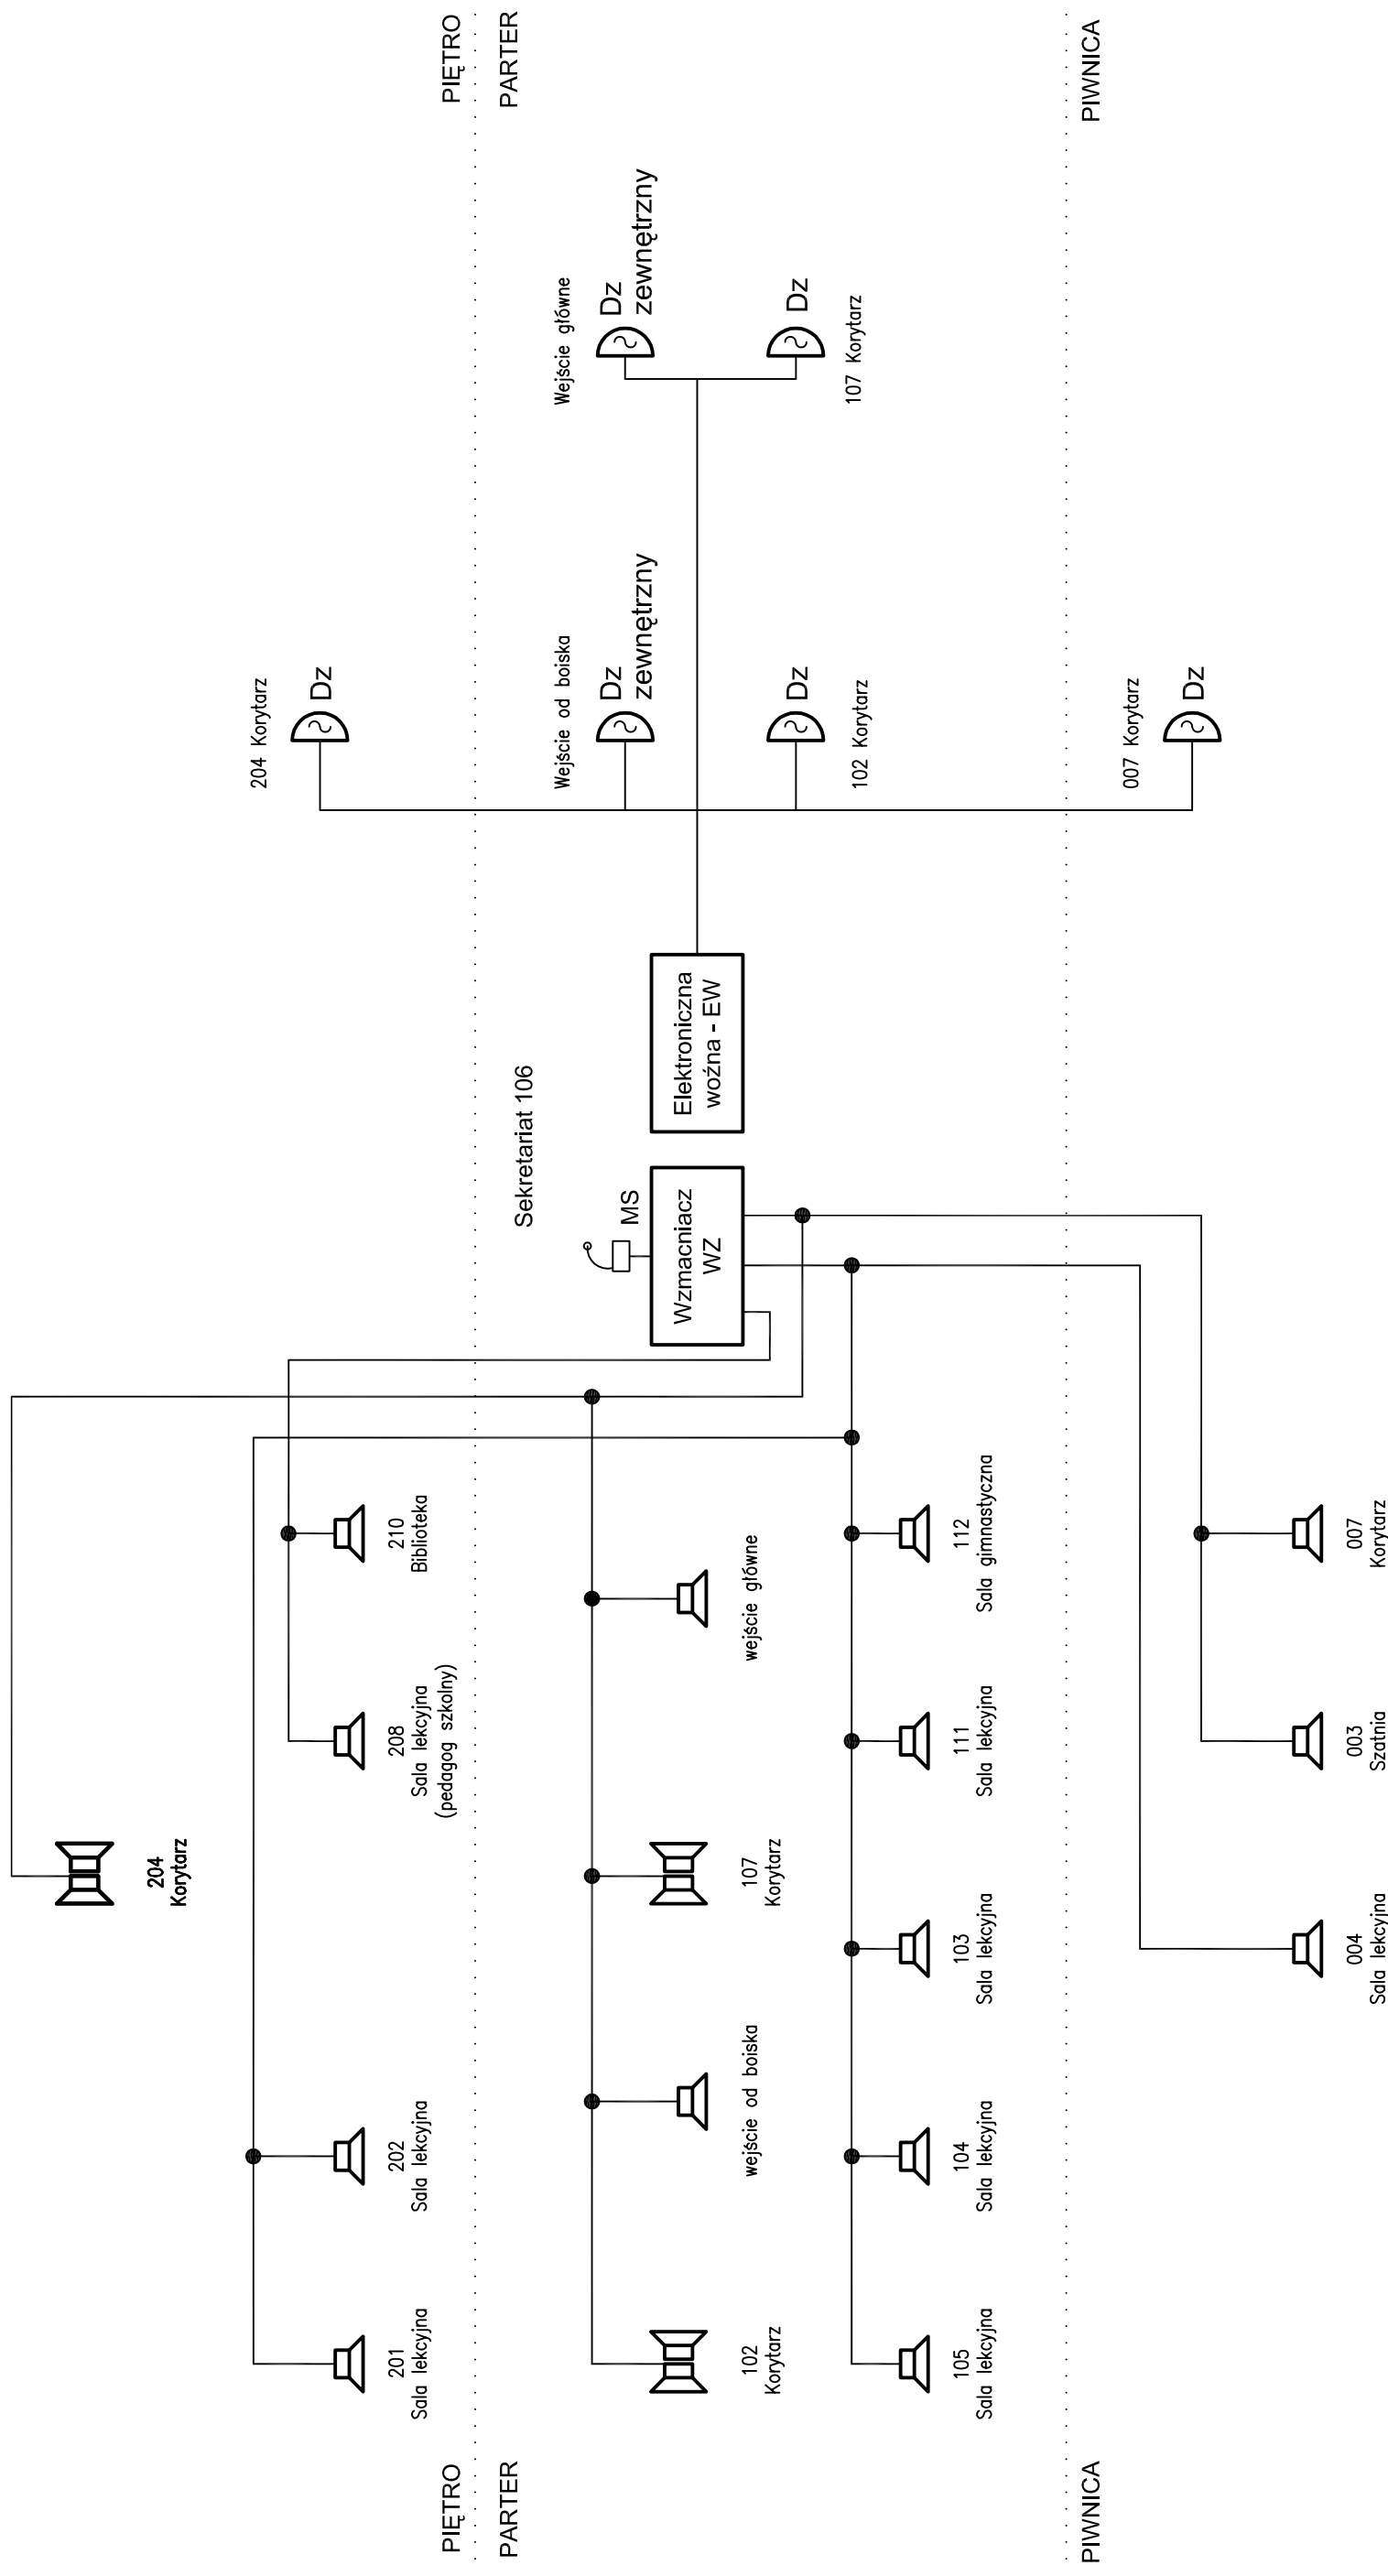 PIĘTRO
PARTER
PIWNICA
204
Korytarz
201
Sala lekcyjna
202
Sala lekcyjna
208
Sala lekcyjna
(pedagog szkolny)
210
Biblioteka
204 Korytarz
Dz
PIĘTRO
PARTER
102
Korytarz
wejście od boiska
107
Korytarz
wejście główne
Sekretariat 106
MS
Wzmacniacz
WZ
Elektroniczna
woźna - EW
Wejście od boiska
Dz
zewnętrzny
Wejście główne
Dz
zewnętrzny
102 Korytarz
Dz
107 Korytarz
Dz
105
Sala lekcyjna
104
Sala lekcyjna
103
Sala lekcyjna
111
Sala lekcyjna
112
Sala gimnastyczna
PIWNICA
007 Korytarz
Dz
004
Sala lekcyjna
003
Szatnia
007
Korytarz